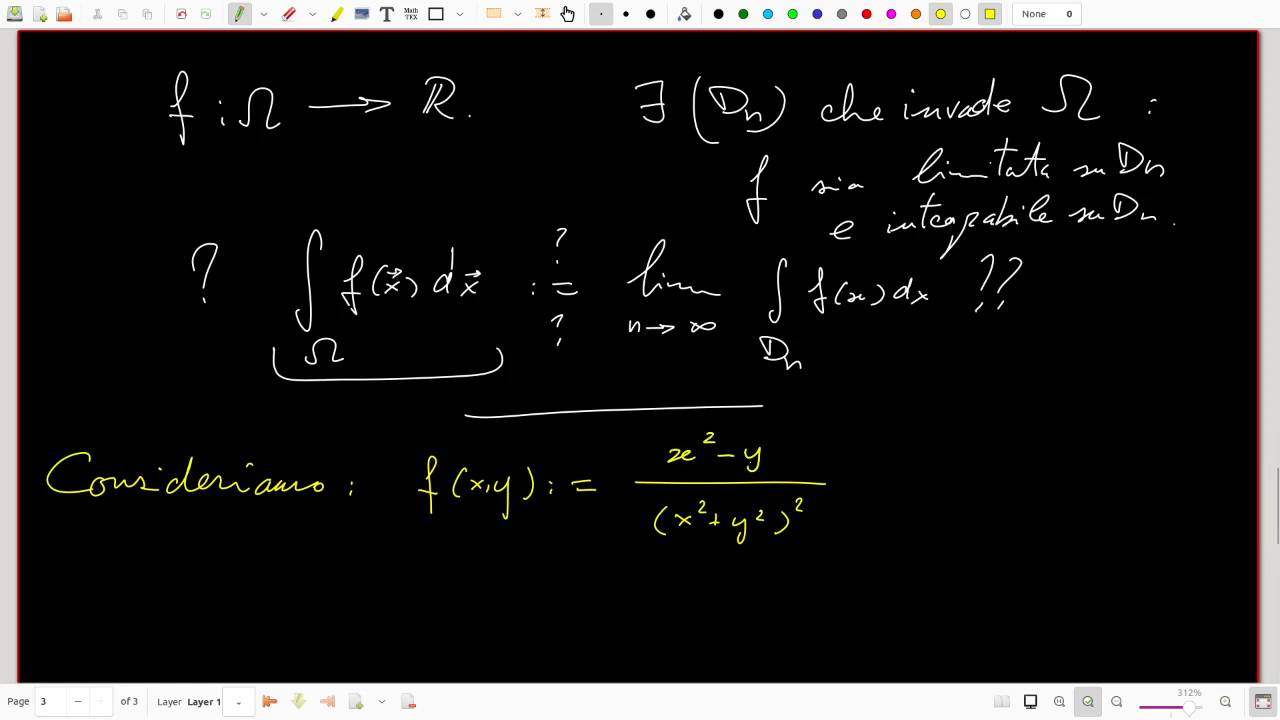 None 0
f : Ω → ℝ. ∃ (Dn) che invade Ω :
f sia limitata su Dn
e integrabile su Dn.
? ∫_Ω f(x⃗) dx⃗ ?:=? lim_{n→∞} ∫_{Dn} f(x) dx ??
Consideriamo : f(x,y) := (x² - y) / (x² + y²)²
Page 3 of 3 Layer Layer 1 312%